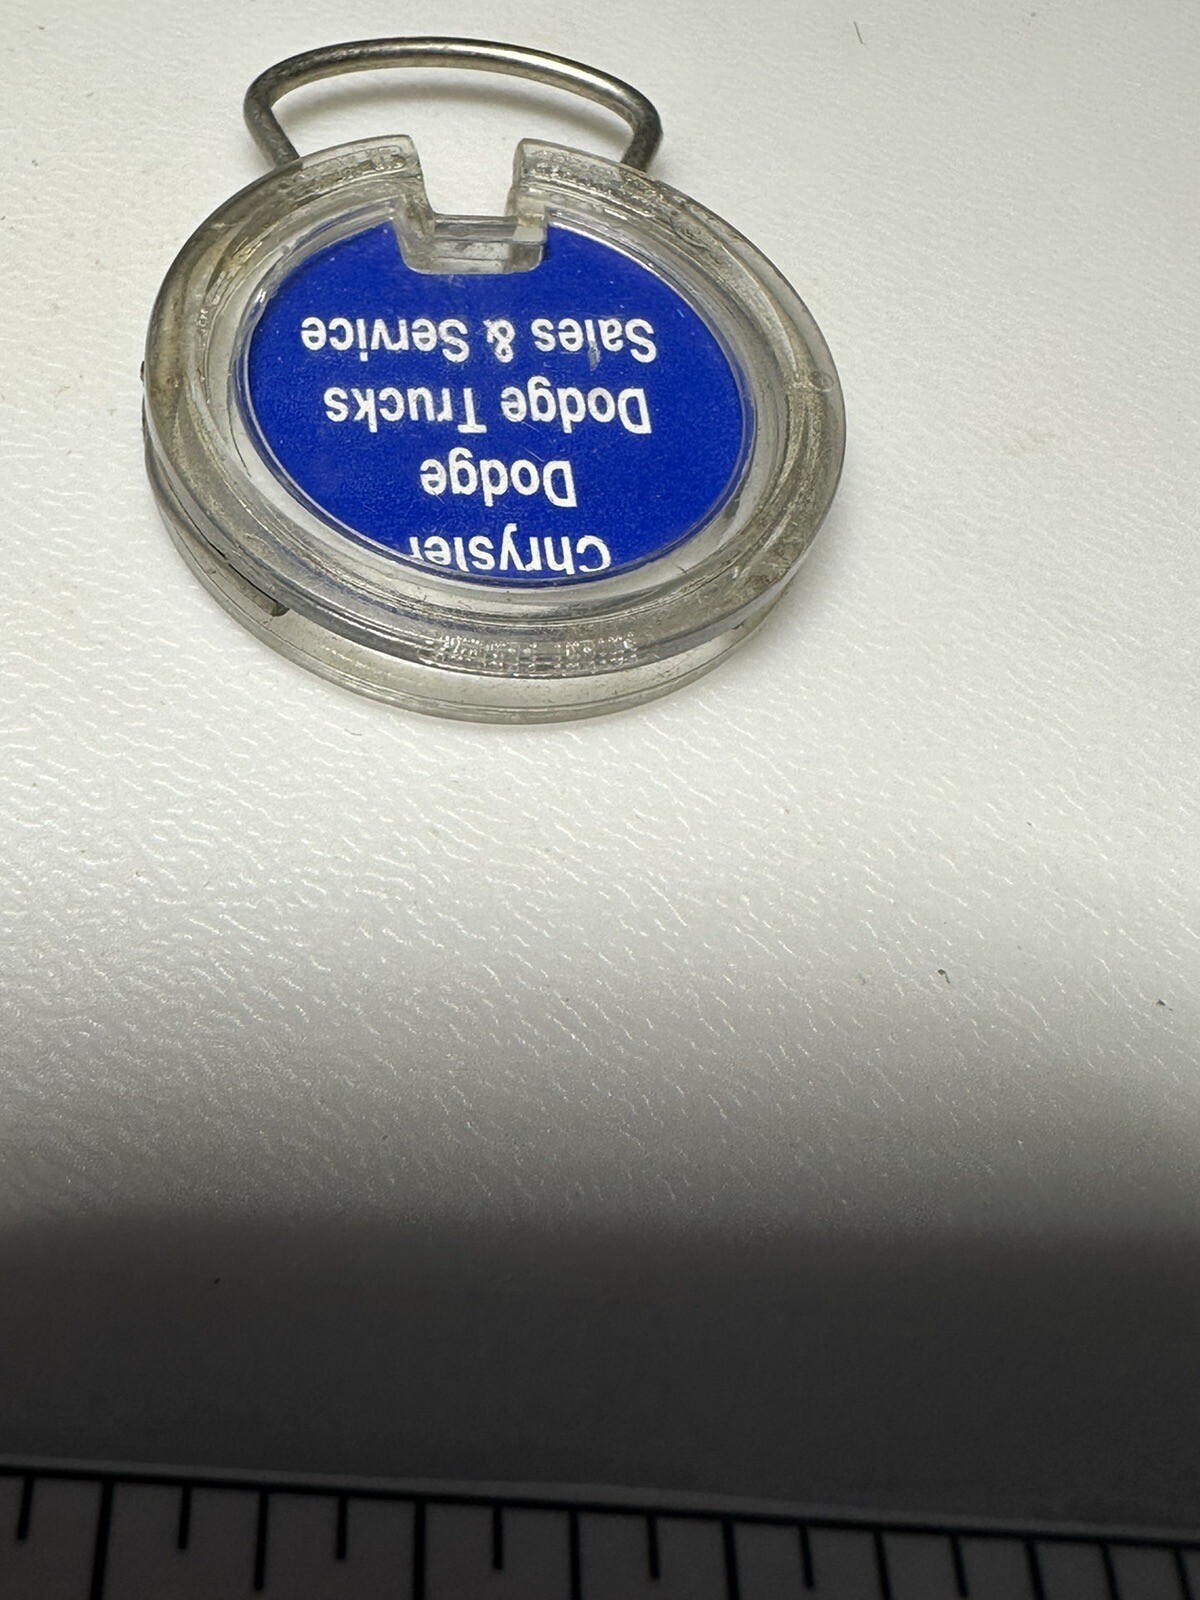 Chrysler
Dodge
Dodge Trucks
Sales & Service